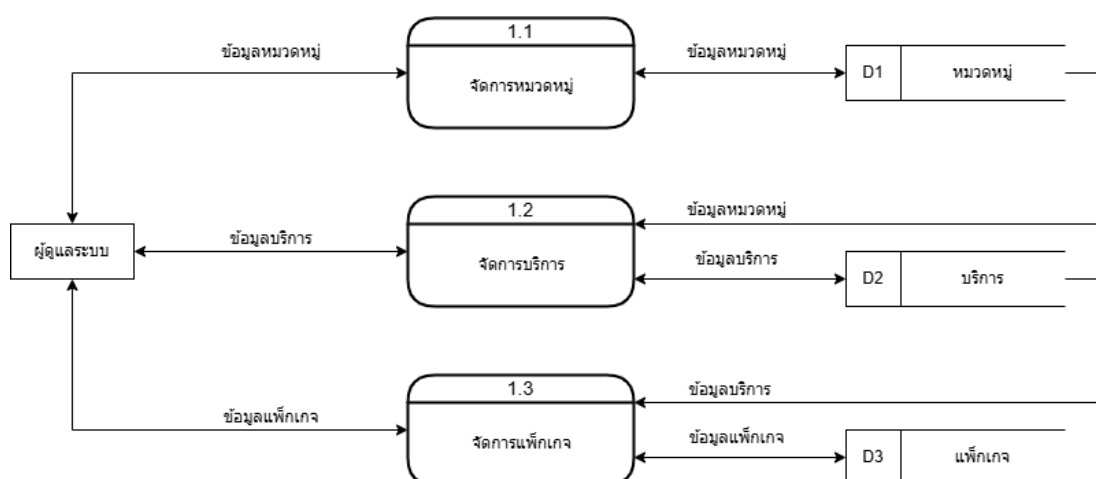 1.1
ข้อมูลหมวดหมู่
ข้อมูลหมวดหมู่
จัดการหมวดหมู่
D1
หมวดหมู่
1.2
ข้อมูลหมวดหมู่
ผู้ดูแลระบบ
ข้อมูลบริการ
จัดการบริการ
ข้อมูลบริการ
D2
บริการ
1.3
ข้อมูลบริการ
ข้อมูลแพ็กเกจ
จัดการแพ็กเกจ
ข้อมูลแพ็กเกจ
D3
แพ็กเกจ